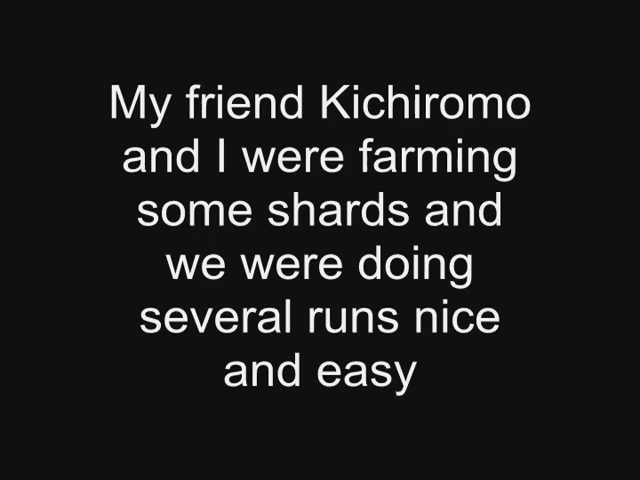 My friend Kichiromo
and I were farming
some shards and
we were doing
several runs nice
and easy